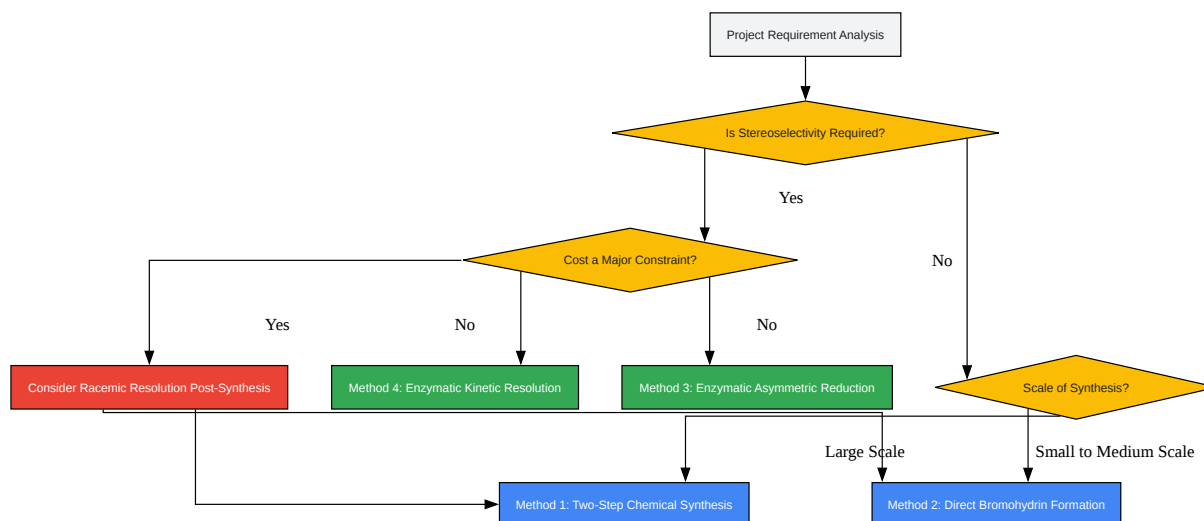 Project Requirement Analysis
Is Stereoselectivity Required?
Yes
Cost a Major Constraint?
No
Yes
No
No
Consider Racemic Resolution Post-Synthesis
Method 4: Enzymatic Kinetic Resolution
Method 3: Enzymatic Asymmetric Reduction
Scale of Synthesis?
Large Scale
Small to Medium Scale
Method 1: Two-Step Chemical Synthesis
Method 2: Direct Bromohydrin Formation